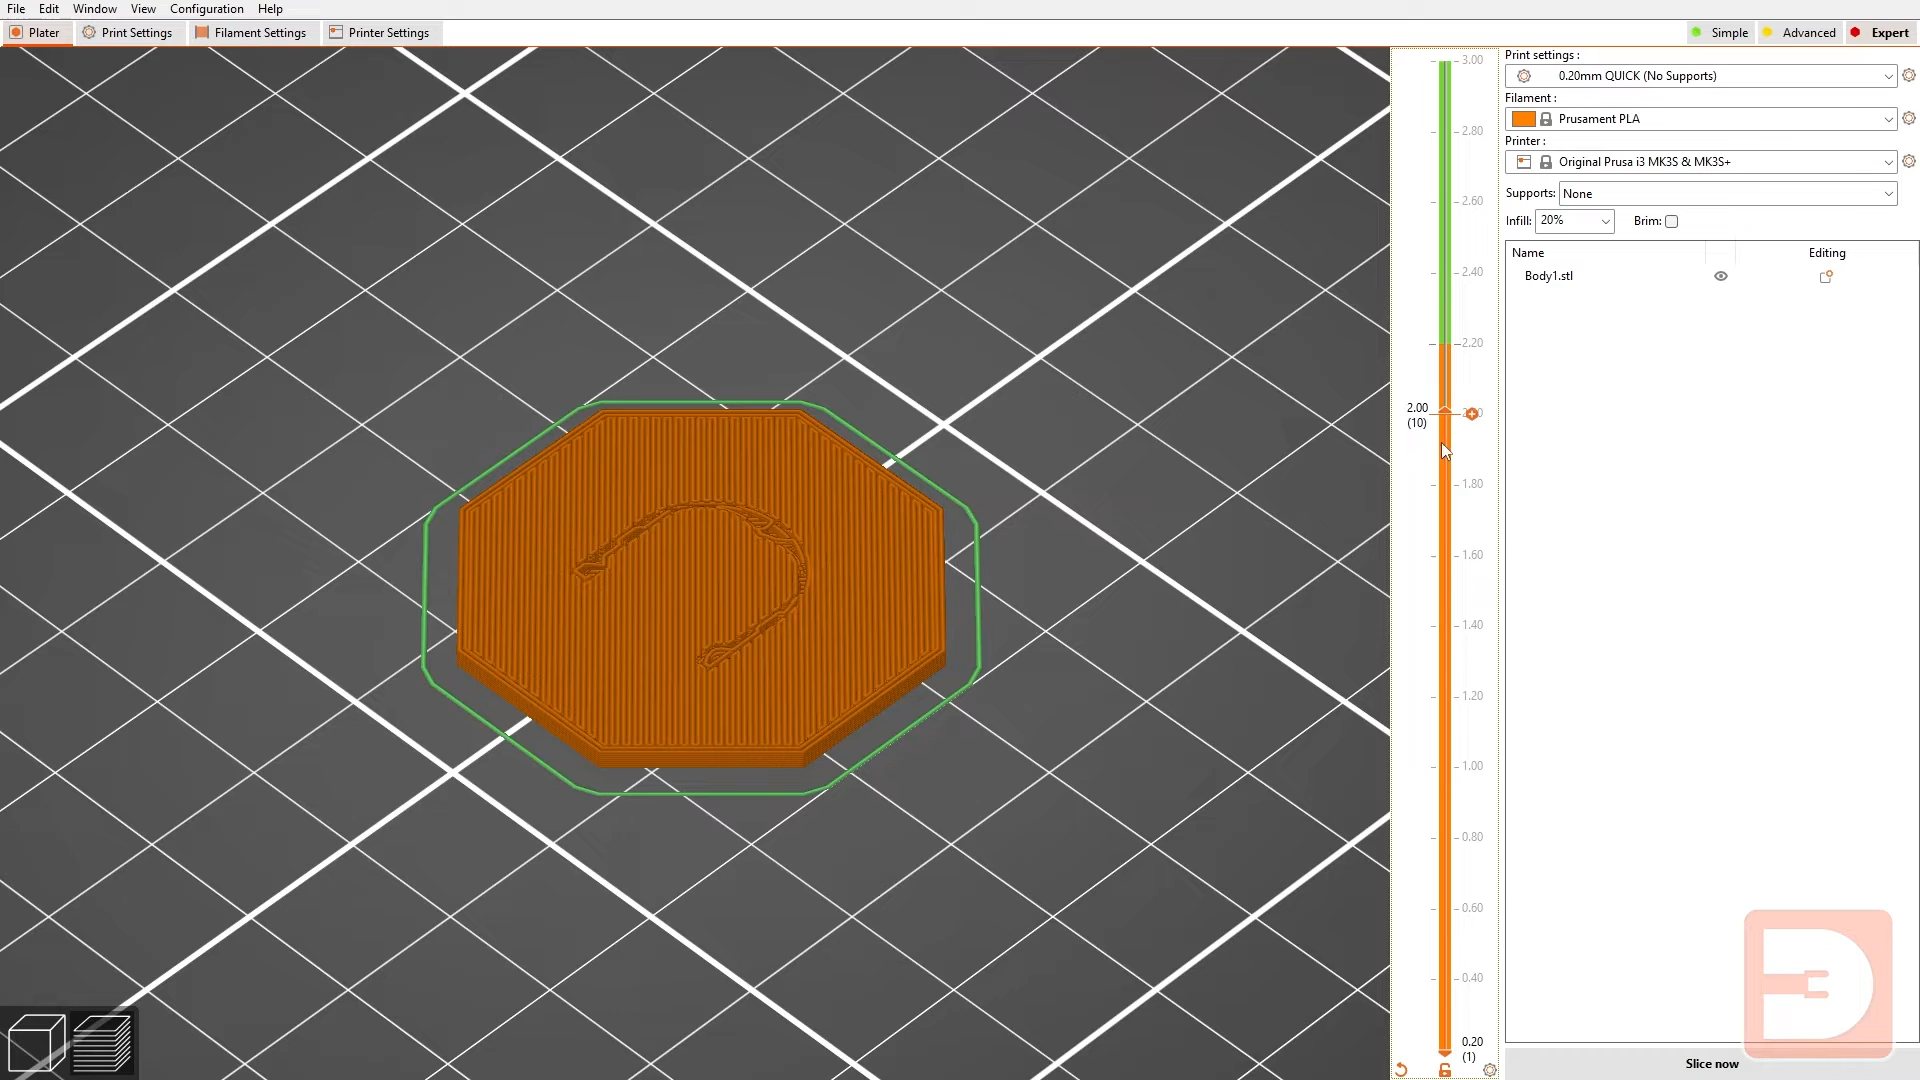 File Edit Window View Configuration Help
Plater Print Settings Filament Settings Printer Settings
Simple Advanced Expert
3.00
2.80
2.60
2.40
2.20
2.00
(10)
1.80
1.60
1.40
1.20
1.00
0.80
0.60
0.40
0.20
(1)
Print settings :
0.20mm QUICK (No Supports)
Filament :
Prusament PLA
Printer :
Original Prusa i3 MK3S & MK3S+
Supports: None
Infill: 20% Brim:
Name Editing
Body1.stl
Slice now